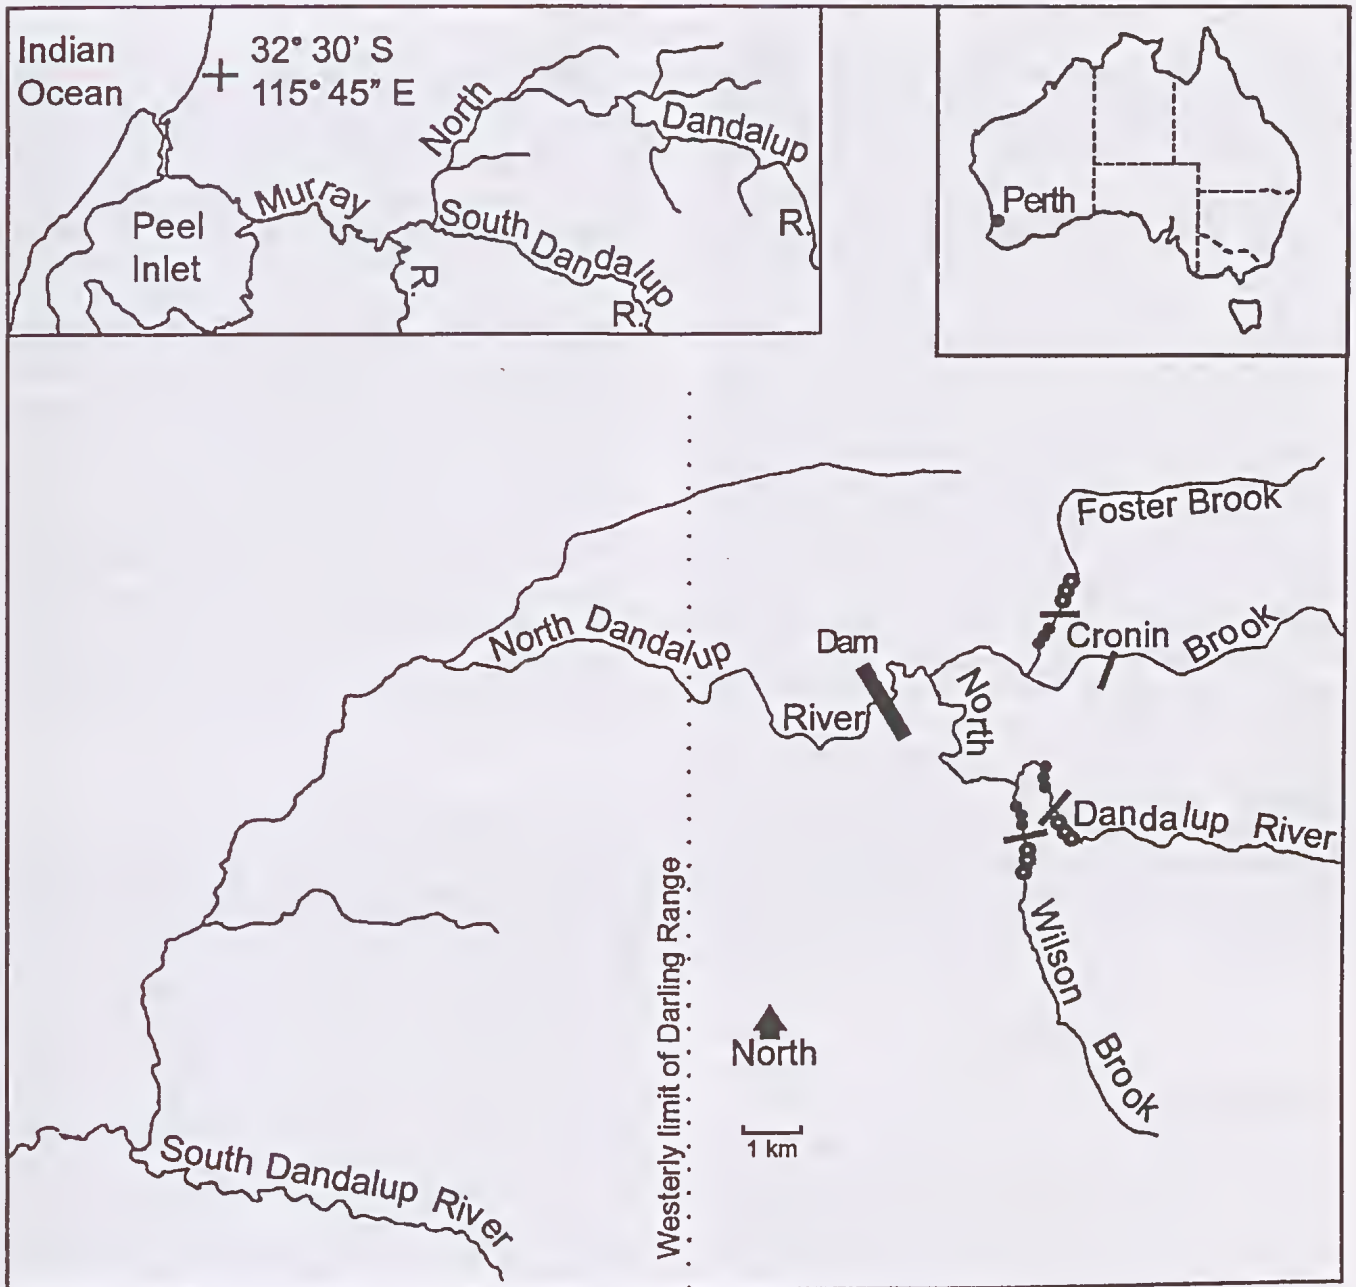 Indian
Ocean
32° 30' S
115° 45" E
North
Dandalup
R.
Murray
R.
Peel
Inlet
South Dandalup
R.
Perth
Foster Brook
Cronin Brook
North Dandalup
River
Dam
North
Dandalup River
Wilson
Brook
Westerly limit of Darling Range
North
1 km
South Dandalup River